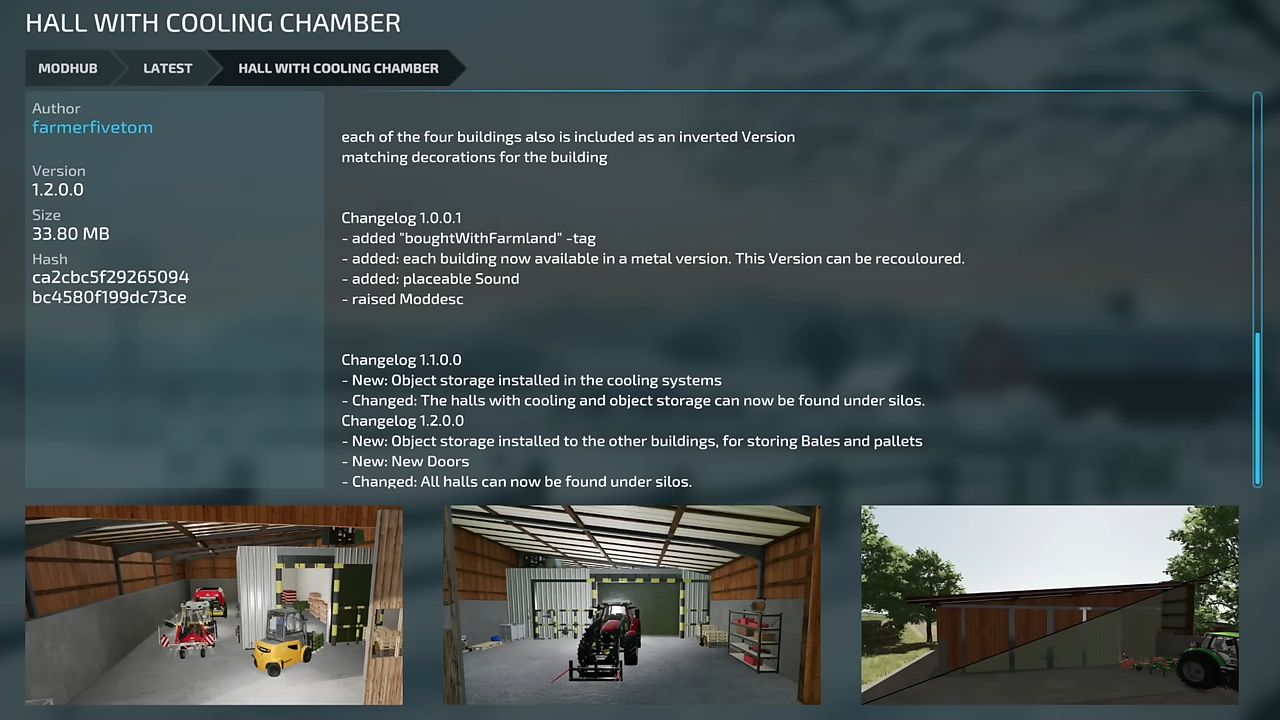 HALL WITH COOLING CHAMBER
MODHUB
LATEST
HALL WITH COOLING CHAMBER
Author
farmerfivetom
Version
1.2.0.0
Size
33.80 MB
Hash
ca2cbc5f29265094
bc4580f199dc73ce
each of the four buildings also is included as an inverted Version
matching decorations for the building
Changelog 1.0.0.1
- added "boughtWithFarmland" -tag
- added: each building now available in a metal version. This Version can be recouloured.
- added: placeable Sound
- raised Moddesc
Changelog 1.1.0.0
- New: Object storage installed in the cooling systems
- Changed: The halls with cooling and object storage can now be found under silos.
Changelog 1.2.0.0
- New: Object storage installed to the other buildings, for storing Bales and pallets
- New: New Doors
- Changed: All halls can now be found under silos.